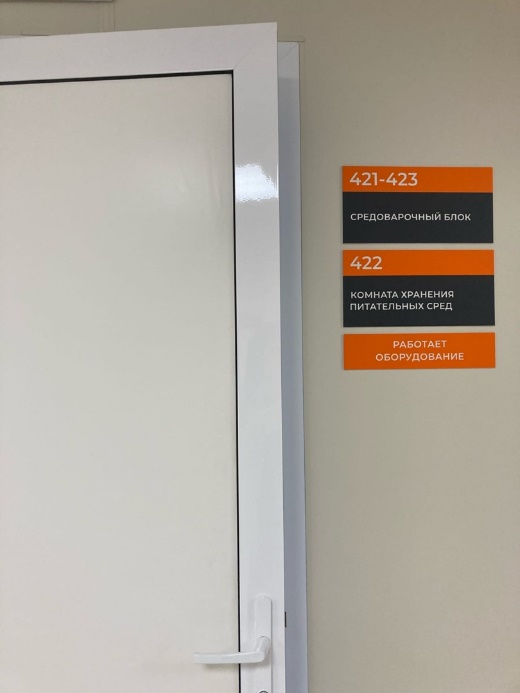 421-423
СРЕДОВАРОЧНЫЙ БЛОК
422
КОМНАТА ХРАНЕНИЯ
ПИТАТЕЛЬНЫХ СРЕД
РАБОТАЕТ
ОБОРУДОВАНИЕ